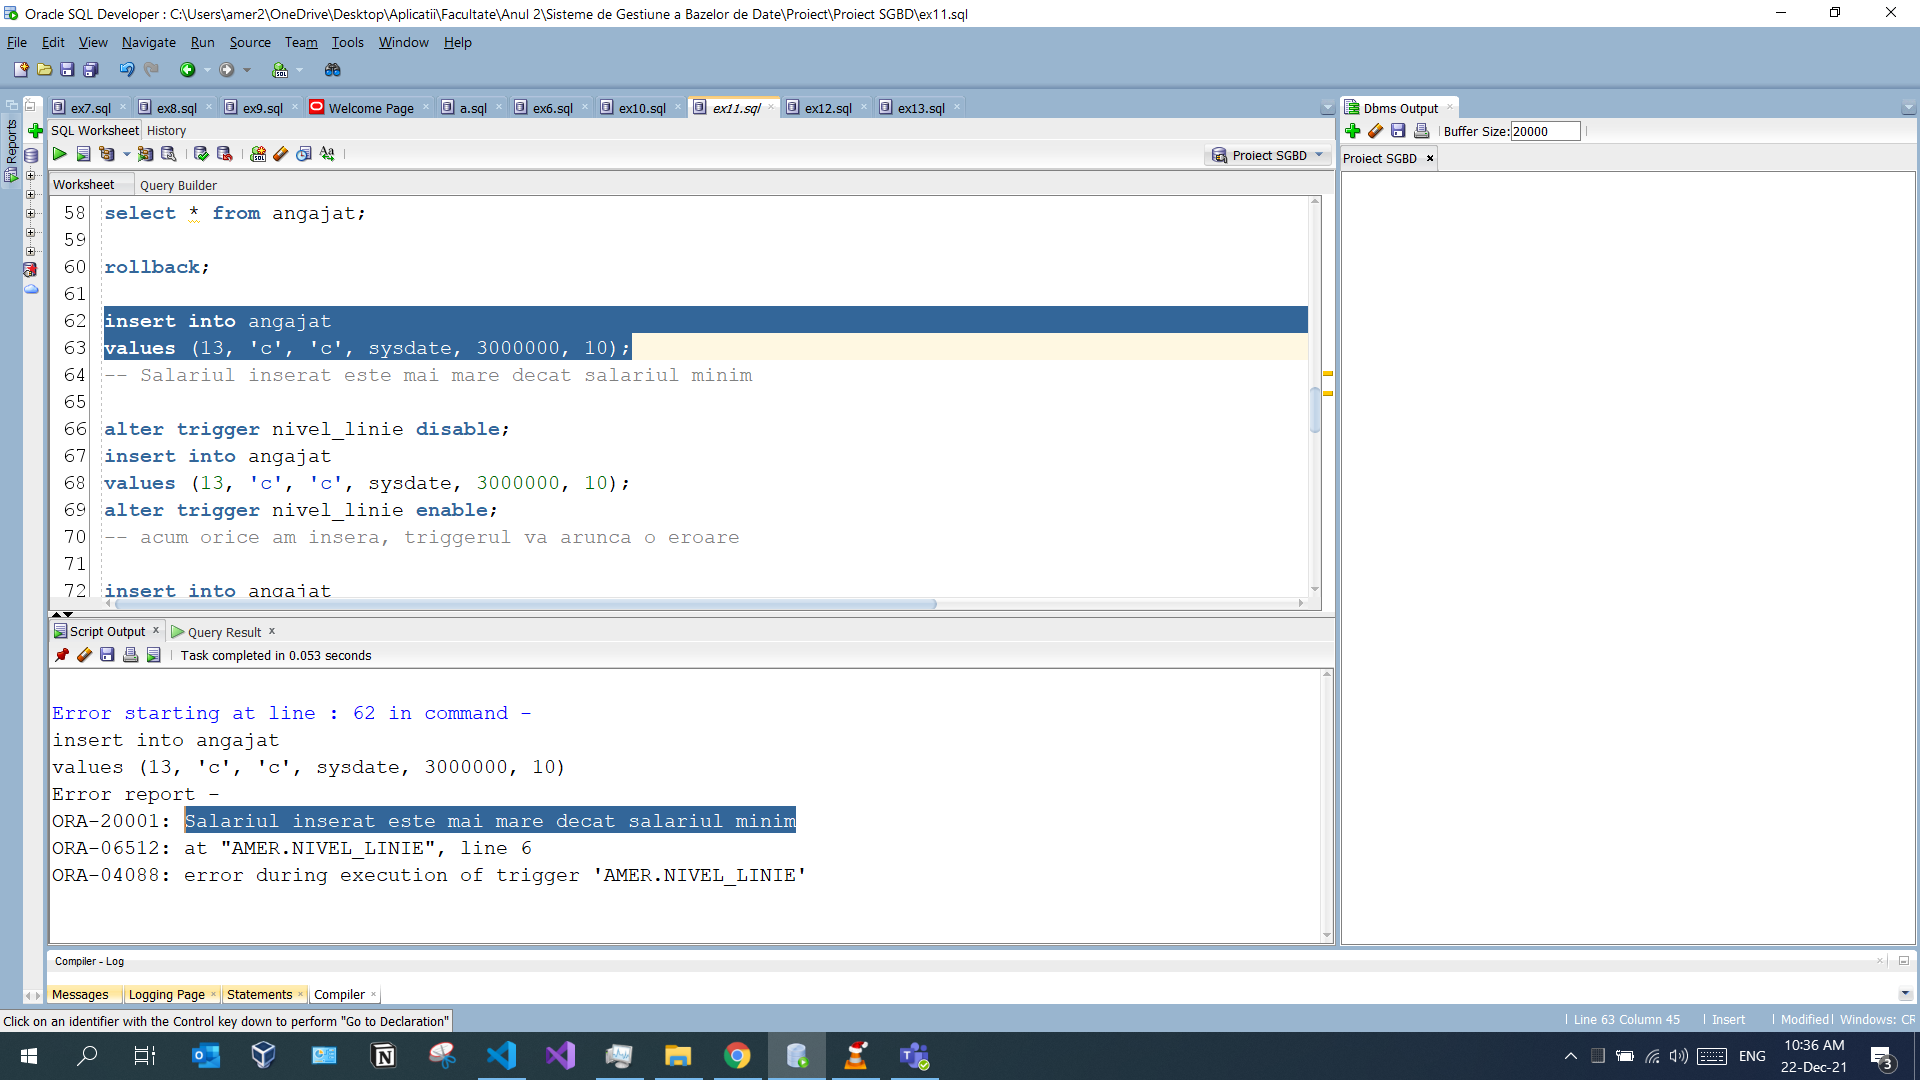 Oracle SQL Developer : C:\Users\amer2\OneDrive\Desktop\Aplicatii\Facultate\Anul 2\Sisteme de Gestiune a Bazelor de Date\Proiect\Proiect SGBD\ex11.sql
File Edit View Navigate Run Source Team Tools Window Help
Reports
ex7.sql ex8.sql ex9.sql Welcome Page a.sql ex6.sql ex10.sql ex11.sql ex12.sql ex13.sql
SQL Worksheet History
Proiect SGBD
Worksheet Query Builder
58 select * from angajat;
59
60 rollback;
61
62 insert into angajat
63 values (13, 'c', 'c', sysdate, 3000000, 10);
64 -- Salariul inserat este mai mare decat salariul minim
65
66 alter trigger nivel_linie disable;
67 insert into angajat
68 values (13, 'c', 'c', sysdate, 3000000, 10);
69 alter trigger nivel_linie enable;
70 -- acum orice am insera, triggerul va arunca o eroare
71
72 insert into angajat
Dbms Output
Buffer Size: 20000
Proiect SGBD
Script Output Query Result
Task completed in 0.053 seconds
Error starting at line : 62 in command -
insert into angajat
values (13, 'c', 'c', sysdate, 3000000, 10)
Error report -
ORA-20001: Salariul inserat este mai mare decat salariul minim
ORA-06512: at "AMER.NIVEL_LINIE", line 6
ORA-04088: error during execution of trigger 'AMER.NIVEL_LINIE'
Compiler - Log
Messages Logging Page Statements Compiler
Click on an identifier with the Control key down to perform "Go to Declaration"
Line 63 Column 45 Insert Modified Windows: CR
ENG
10:36 AM
22-Dec-21
3